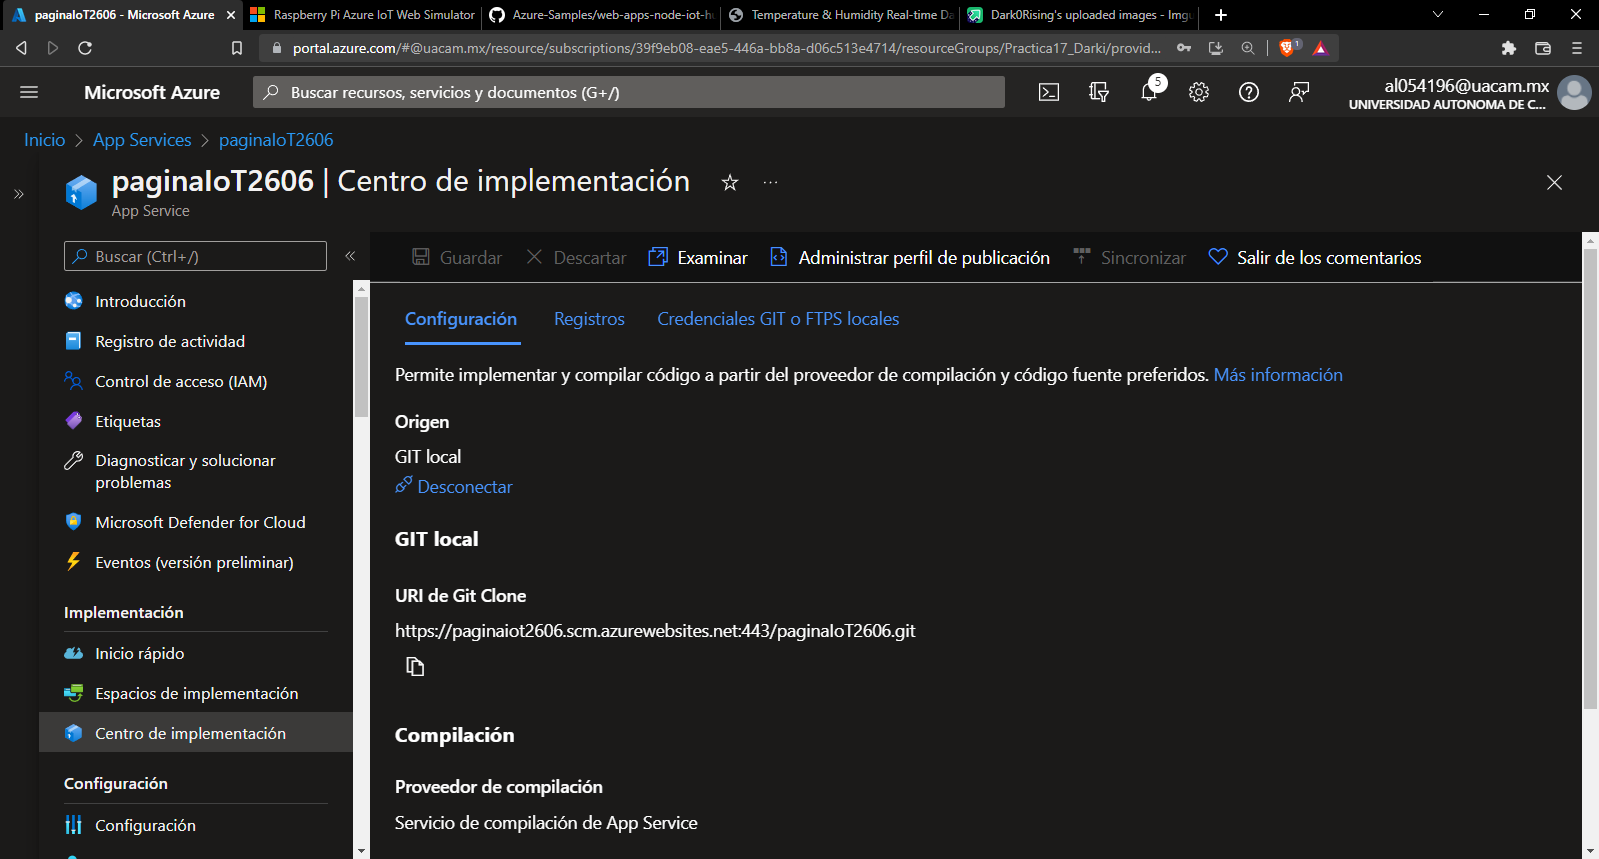 paginaIoT2606 - Microsoft Azure
Raspberry Pi Azure IoT Web Simulator
Azure-Samples/web-apps-node-iot-hu
Temperature & Humidity Real-time Da
Dark0Rising's uploaded images - Imgu
portal.azure.com/#@uacam.mx/resource/subscriptions/39f9eb08-eae5-446a-bb8a-d06c513e4714/resourceGroups/Practica17_Darki/provid...
1
Microsoft Azure
Buscar recursos, servicios y documentos (G+/)
5
al054196@uacam.mx
UNIVERSIDAD AUTONOMA DE C...
Inicio > App Services > paginaIoT2606
paginaIoT2606 | Centro de implementación
App Service
Buscar (Ctrl+/)
Introducción
Registro de actividad
Control de acceso (IAM)
Etiquetas
Diagnosticar y solucionar
problemas
Microsoft Defender for Cloud
Eventos (versión preliminar)
Implementación
Inicio rápido
Espacios de implementación
Centro de implementación
Configuración
Configuración
Guardar
Descartar
Examinar
Administrar perfil de publicación
Sincronizar
Salir de los comentarios
Configuración
Registros
Credenciales GIT o FTPS locales
Permite implementar y compilar código a partir del proveedor de compilación y código fuente preferidos. Más información
Origen
GIT local
Desconectar
GIT local
URI de Git Clone
https://paginaiot2606.scm.azurewebsites.net:443/paginaIoT2606.git
Compilación
Proveedor de compilación
Servicio de compilación de App Service